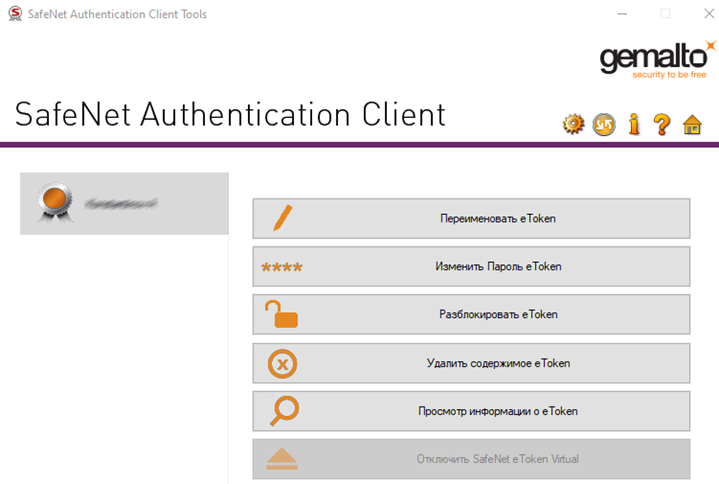 SafeNet Authentication Client Tools
gemalto
security to be free
SafeNet Authentication Client
Переименовать eToken
**** Изменить Пароль eToken
Разблокировать eToken
Удалить содержимое eToken
Просмотр информации о eToken
Отключить SafeNet eToken Virtual